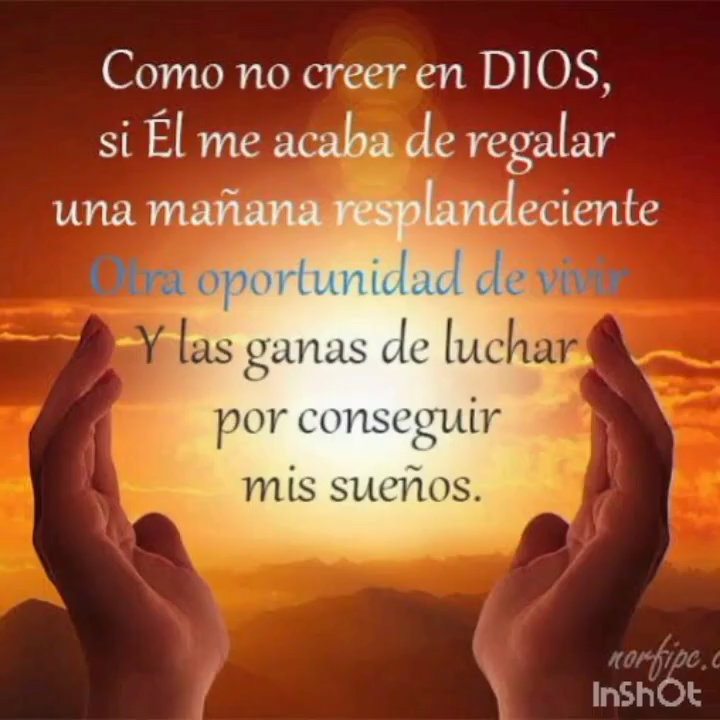 Como no creer en DIOS,
si Él me acaba de regalar
una mañana resplandeciente
Otra oportunidad de vivir
Y las ganas de luchar
por conseguir
mis sueños.
norfipc.c
InShOt